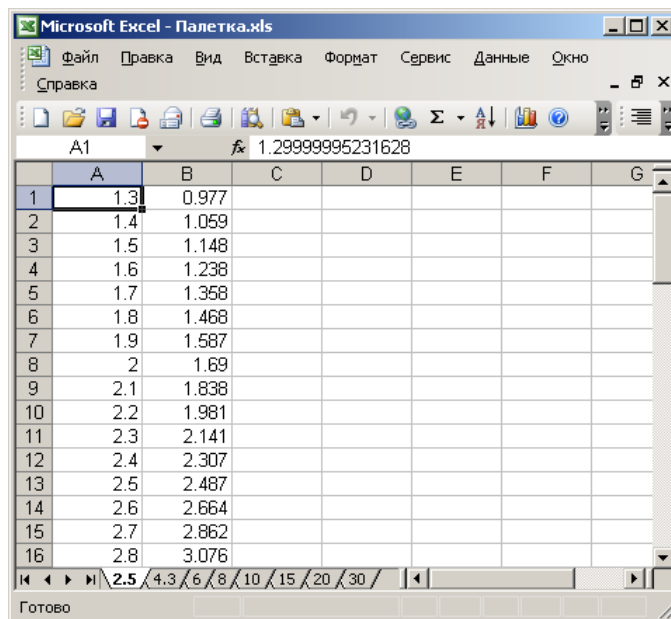 Microsoft Excel - Палетка.xls
Файл Правка Вид Вставка Формат Сервис Данные Окно
Справка
A1 fx 1.29999995231628
A B C D E F G
1 1.3 0.977
2 1.4 1.059
3 1.5 1.148
4 1.6 1.238
5 1.7 1.358
6 1.8 1.468
7 1.9 1.587
8 2 1.69
9 2.1 1.838
10 2.2 1.981
11 2.3 2.141
12 2.4 2.307
13 2.5 2.487
14 2.6 2.664
15 2.7 2.862
16 2.8 3.076
2.5 / 4.3 / 6 / 8 / 10 / 15 / 20 / 30 /
Готово